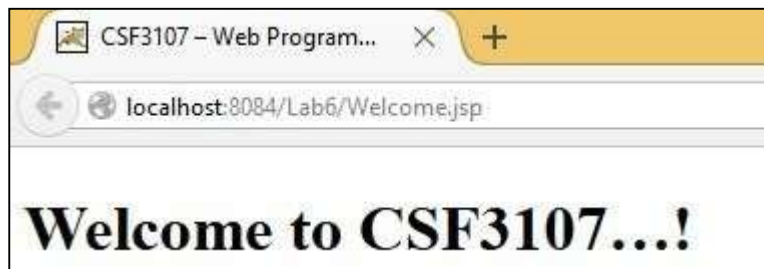 CSF3107 – Web Program... × +
localhost:8084/Lab6/Welcome.jsp
Welcome to CSF3107...!